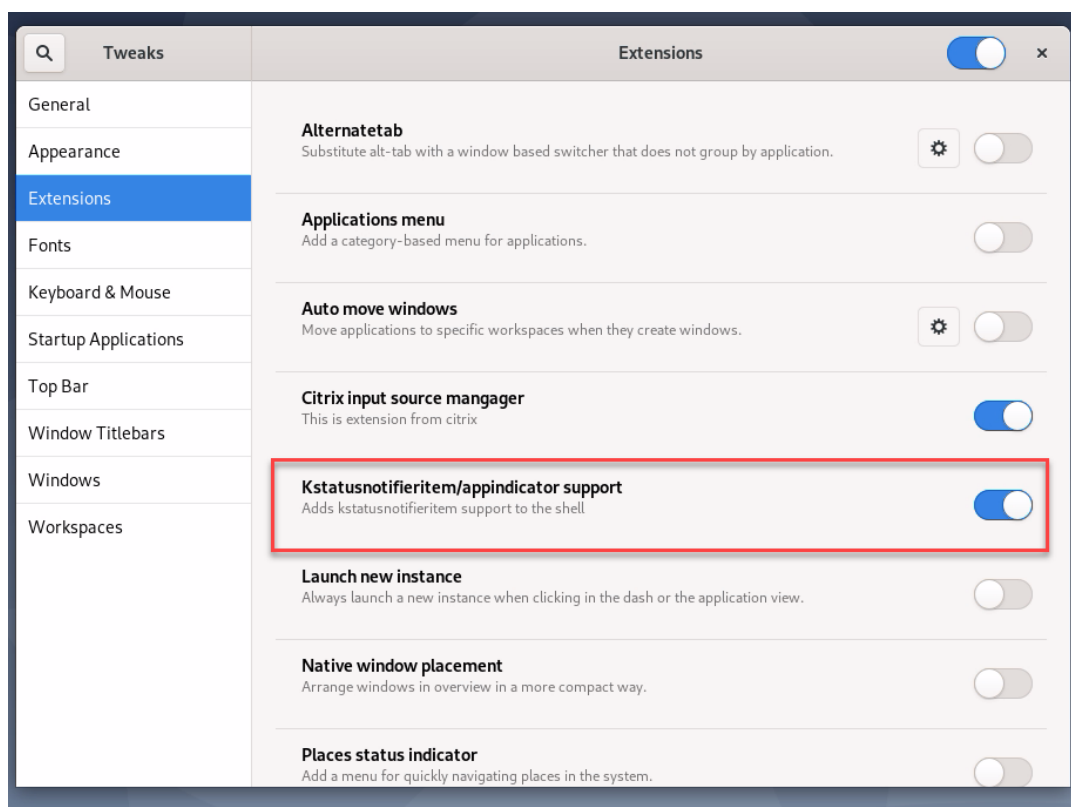 Tweaks
Extensions
General
Appearance
Extensions
Fonts
Keyboard & Mouse
Startup Applications
Top Bar
Window Titlebars
Windows
Workspaces
Alternatetab
Substitute alt-tab with a window based switcher that does not group by application.
Applications menu
Add a category-based menu for applications.
Auto move windows
Move applications to specific workspaces when they create windows.
Citrix input source mangager
This is extension from citrix
Kstatusnotifieritem/appindicator support
Adds kstatusnotifieritem support to the shell
Launch new instance
Always launch a new instance when clicking in the dash or the application view.
Native window placement
Arrange windows in overview in a more compact way.
Places status indicator
Add a menu for quickly navigating places in the system.